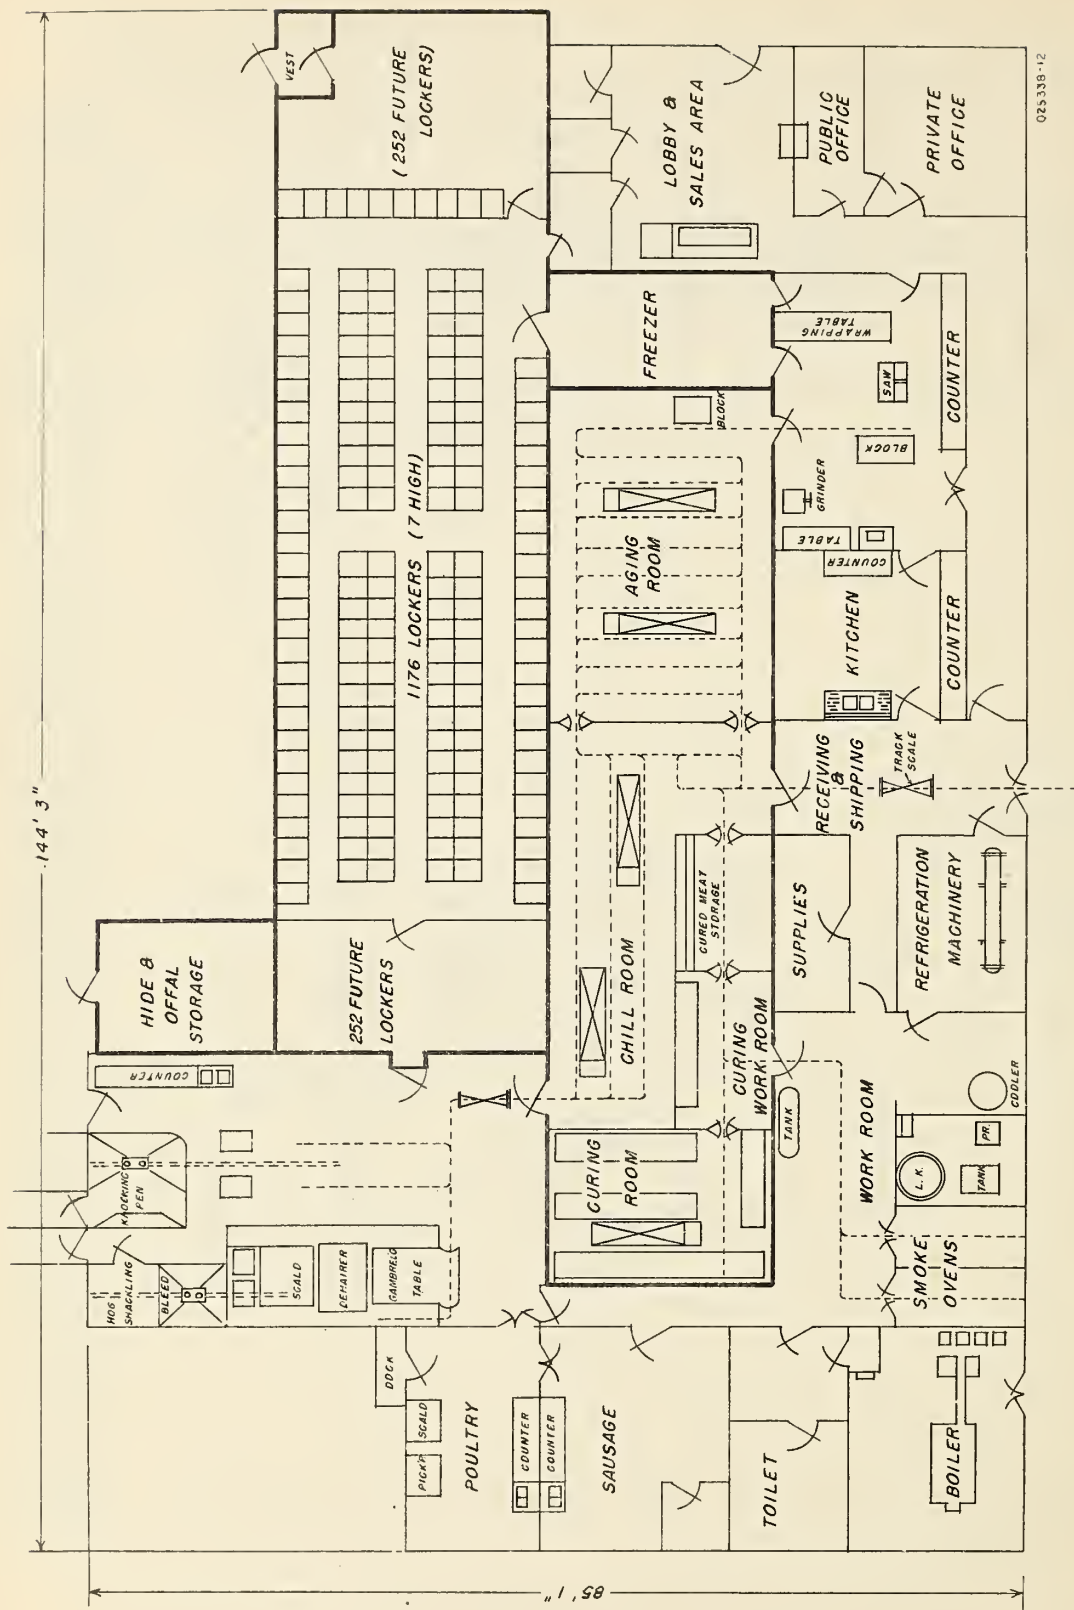 144' 3"
VEST
(252 FUTURE
LOCKERS)
LOBBY &
SALES AREA
PUBLIC
OFFICE
PRIVATE
OFFICE
025338-12
FREEZER
WRAPPING
TABLE
SAW
COUNTER
BLOCK
BLOCK
GRINDER
1176 LOCKERS (7 HIGH)
AGING
ROOM
TABLE
COUNTER
KITCHEN
COUNTER
RECEIVING
&
SHIPPING
TRACK
SCALE
HIDE &
OFFAL
STORAGE
252 FUTURE
LOCKERS
CHILL ROOM
CURED MEAT
STORAGE
SUPPLIES
REFRIGERATION
MACHINERY
COUNTER
CURING
WORK ROOM
TANK
WORK ROOM
COOLER
PR.
L.K.
TANK
KNOCKING
PEN
CURING
ROOM
HOG
SHACKLING
BLEED
SCALD
DEHAIRER
GAMBREL'G
TABLE
SMOKE
OVENS
DOCK
SCALD
PICK'R
POULTRY
COUNTER
COUNTER
SAUSAGE
TOILET
BOILER
85' 1"